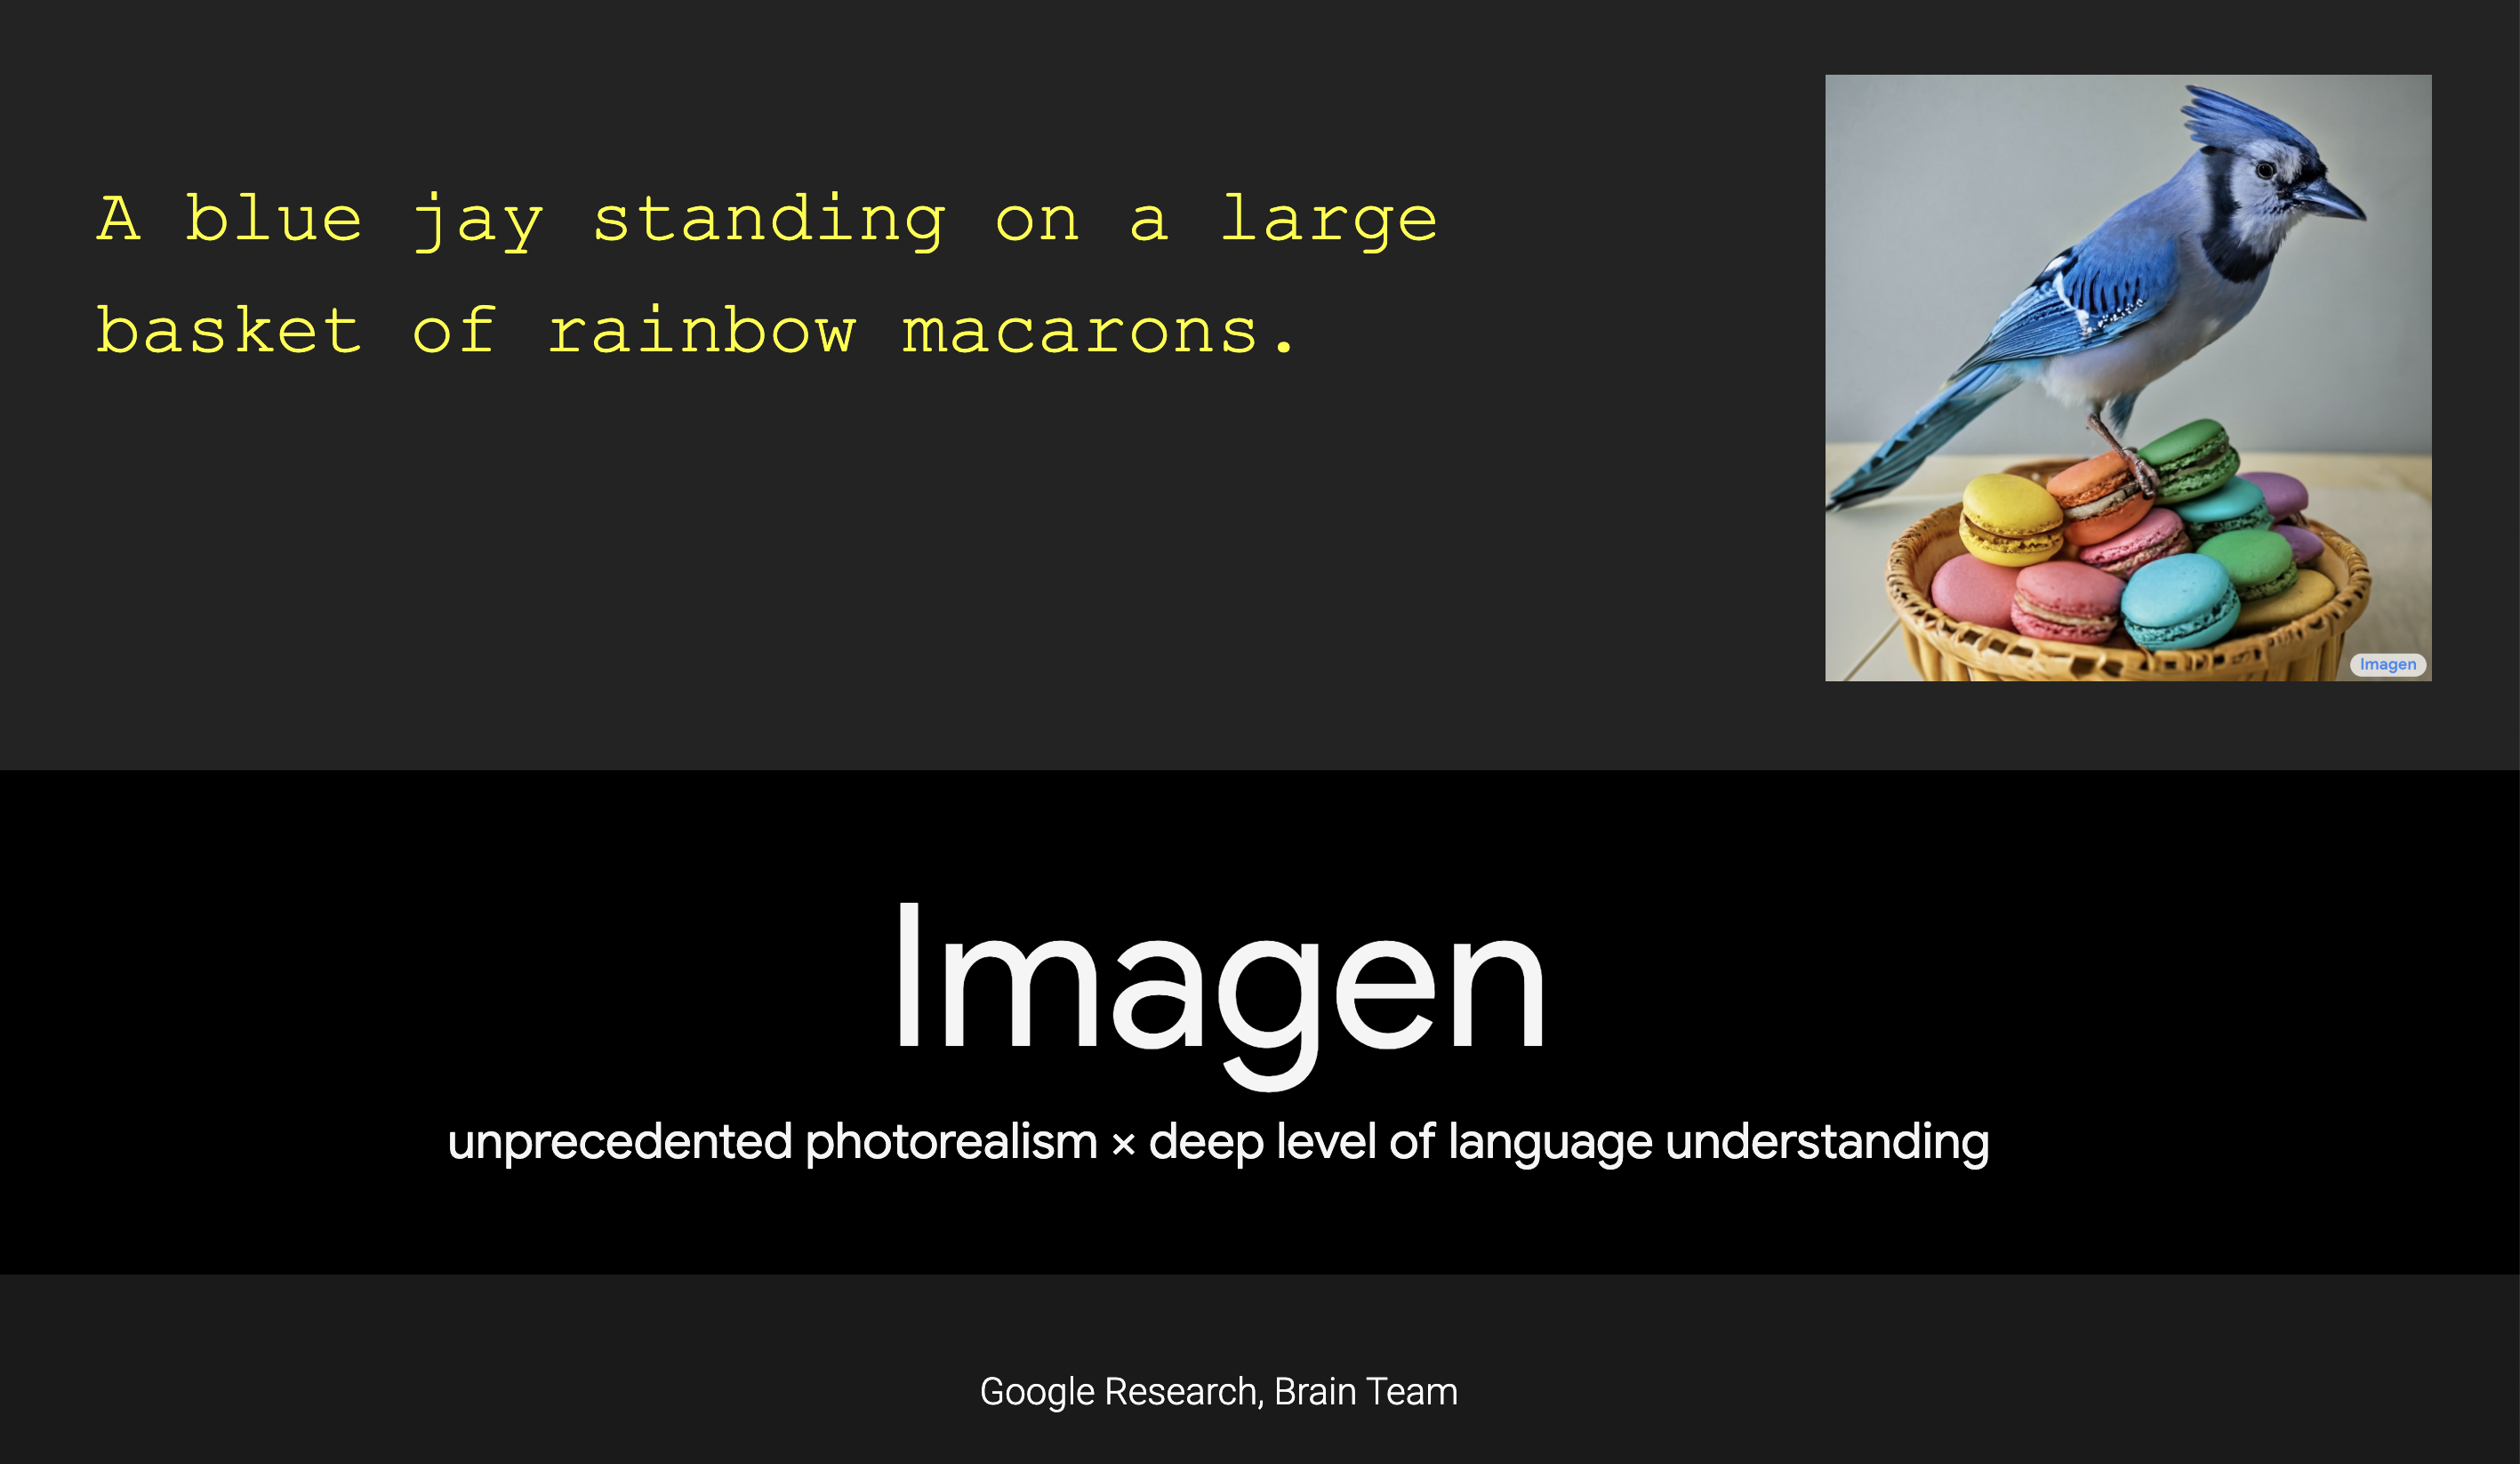 A blue jay standing on a large
basket of rainbow macarons.
Imagen
Imagen
unprecedented photorealism × deep level of language understanding
Google Research, Brain Team